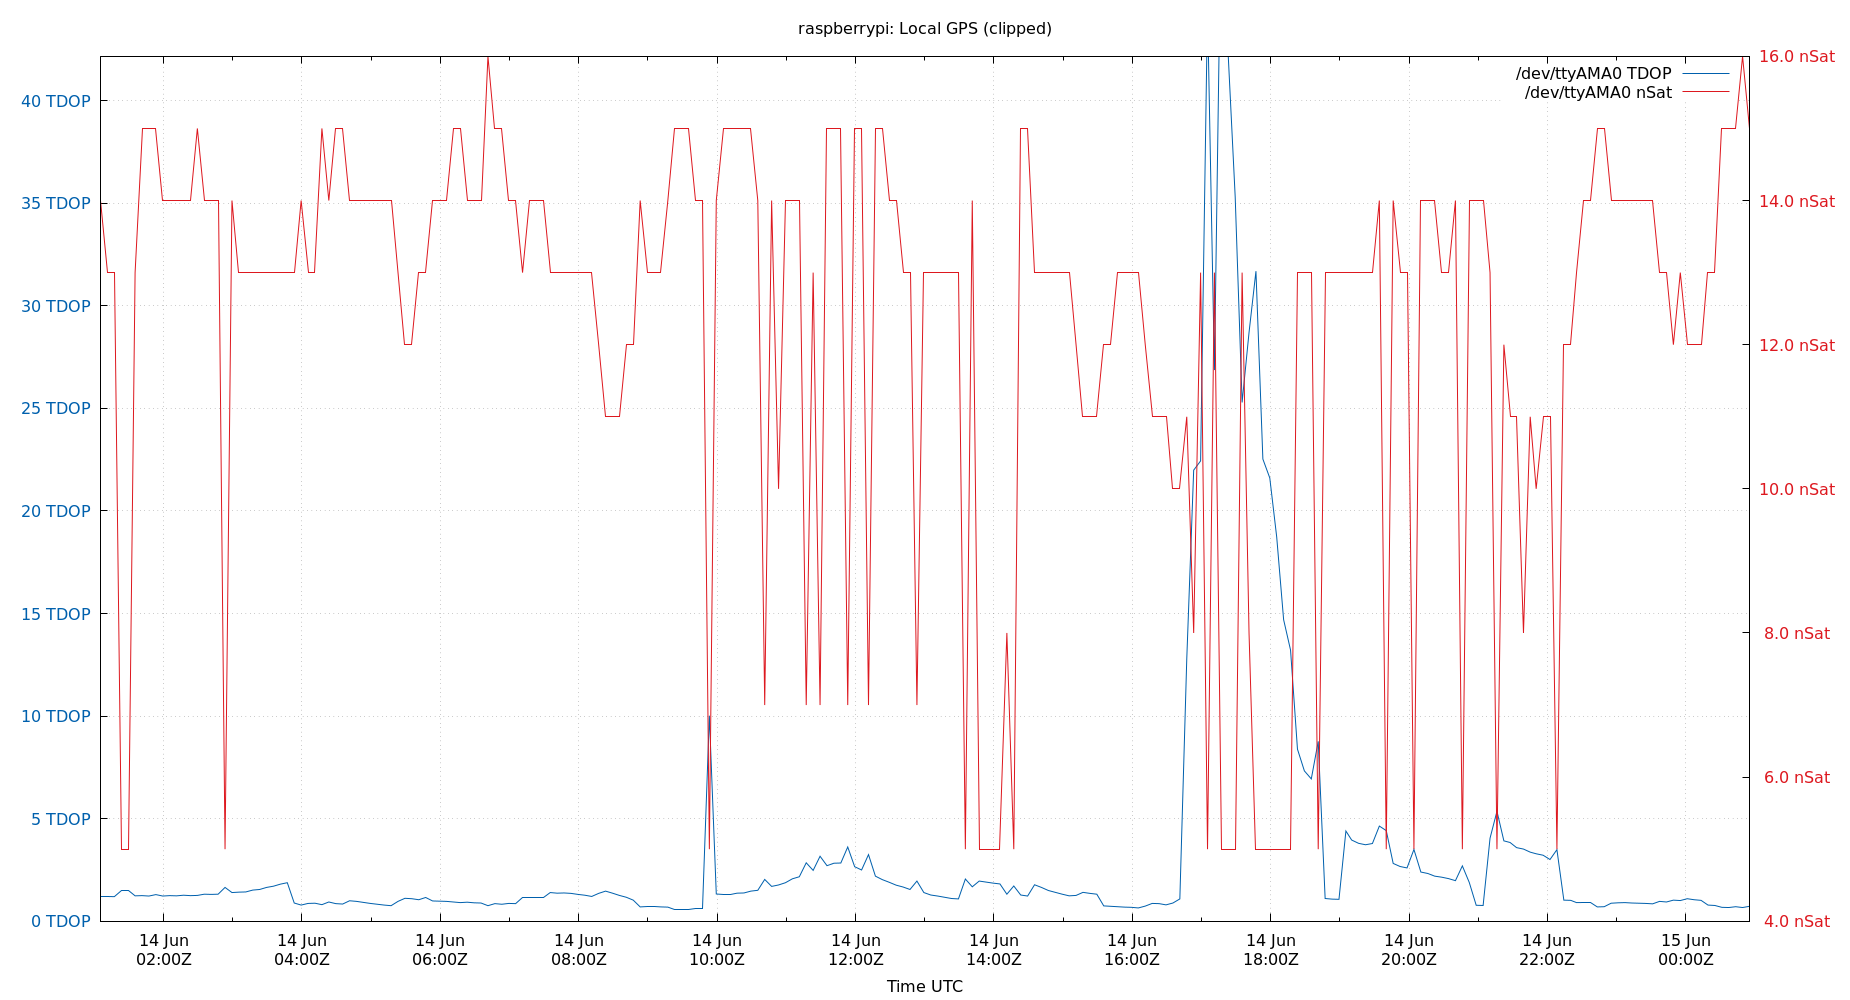 raspberrypi: Local GPS (clipped)
/dev/ttyAMA0 TDOP
/dev/ttyAMA0 nSat
40 TDOP
35 TDOP
30 TDOP
25 TDOP
20 TDOP
15 TDOP
10 TDOP
5 TDOP
0 TDOP
16.0 nSat
14.0 nSat
12.0 nSat
10.0 nSat
8.0 nSat
6.0 nSat
4.0 nSat
14 Jun 14 Jun 14 Jun 14 Jun 14 Jun 14 Jun 14 Jun 14 Jun 14 Jun 14 Jun 14 Jun 15 Jun
02:00Z 04:00Z 06:00Z 08:00Z 10:00Z 12:00Z 14:00Z 16:00Z 18:00Z 20:00Z 22:00Z 00:00Z
Time UTC